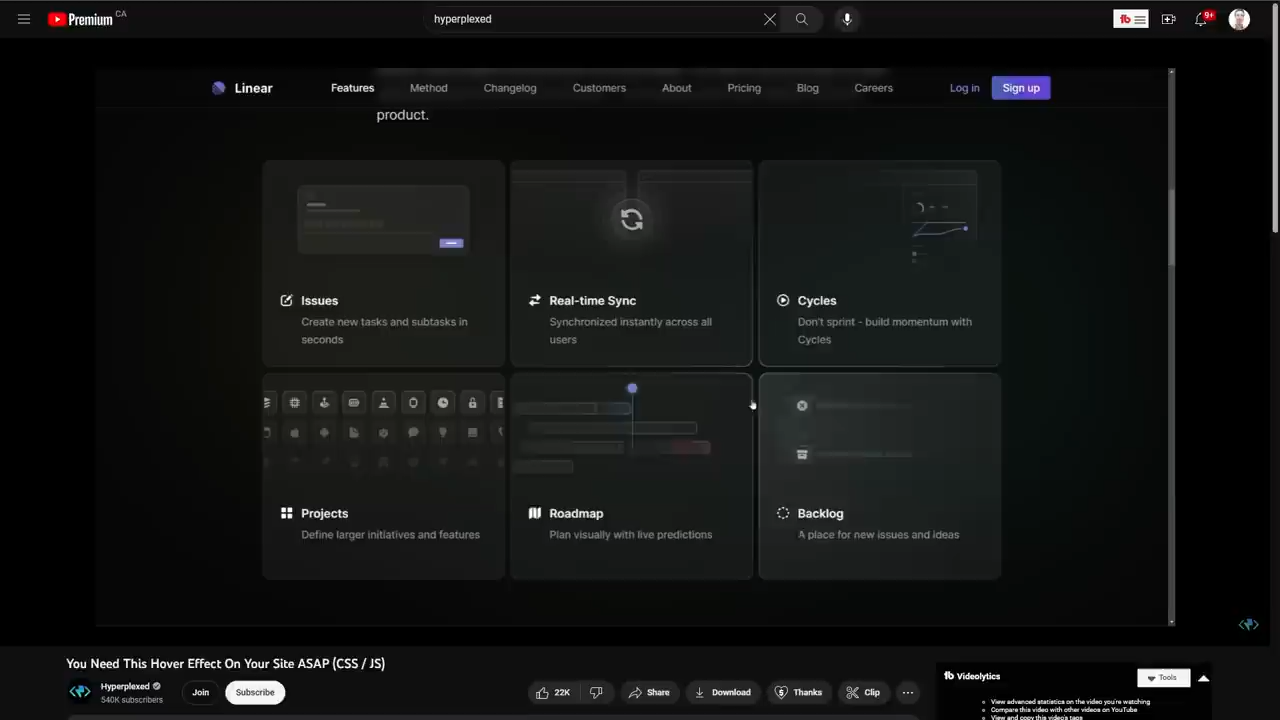 Premium CA
hyperplexed
9+
Linear
Features
Method
Changelog
Customers
About
Pricing
Blog
Careers
Log in
Sign up
product.
Issues
Create new tasks and subtasks in
seconds
Real-time Sync
Synchronized instantly across all
users
Cycles
Don't sprint - build momentum with
Cycles
Projects
Define larger initiatives and features
Roadmap
Plan visually with live predictions
Backlog
A place for new issues and ideas
You Need This Hover Effect On Your Site ASAP (CSS / JS)
Hyperplexed
540K subscribers
Join
Subscribe
22K
Share
Download
Thanks
Clip
Videolytics
Tools
View advanced statistics on the video you're watching
Compare this video with other videos on YouTube
View and copy this video's tags